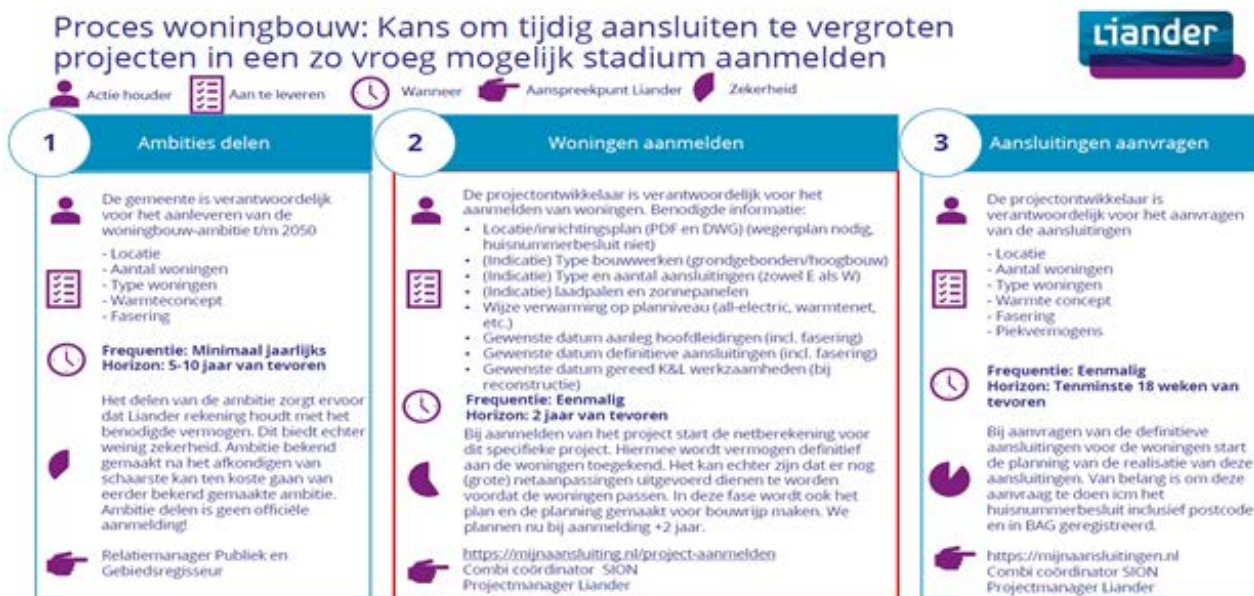 Proces woningbouw: Kans om tijdig aansluiten te vergroten
projecten in een zo vroeg mogelijk stadium aanmelden
Liander
Actie houder
Aan te leveren
Wanneer
Aanspreekpunt Liander
Zekerheid
1
Ambities delen
De gemeente is verantwoordelijk
voor het aanleveren van de
woningbouw-ambitie t/m 2050
- Locatie
- Aantal woningen
- Type woningen
- Warmteconcept
- Fasering
Frequentie: Minimaal jaarlijks
Horizon: 5-10 jaar van tevoren
Het delen van de ambitie zorgt ervoor
dat Liander rekening houdt met het
benodigde vermogen. Dit biedt echter
weinig zekerheid. Ambitie bekend
gemaakt na het afkondigen van
schaarste kan ten koste gaan van
eerder bekend gemaakte ambitie.
Ambitie delen is geen officiële
aanmelding!
Relatiemanager Publiek en
Gebiedsregisseur
2
Woningen aanmelden
De projectontwikkelaar is verantwoordelijk voor het
aanmelden van woningen. Benodigde informatie:
• Locatie/inrichtingsplan (PDF en DWG) (wegenplan nodig,
huisnummerbesluit niet)
• (Indicatie) Type bouwwerken (grondgebonden/hoogbouw)
• (Indicatie) Type en aantal aansluitingen (zowel E als W)
• (Indicatie) laadpalen en zonnepanelen
• Wijze verwarming op planniveau (all-electric, warmtenet,
etc.)
• Gewenste datum aanleg hoofdleidingen (incl. fasering)
• Gewenste datum definitieve aansluitingen (incl. fasering)
• Gewenste datum gereed K&L werkzaamheden (bij
reconstructie)
Frequentie: Eenmalig
Horizon: 2 jaar van tevoren
Bij aanmelden van het project start de netberekening voor
dit specifieke project. Hiermee wordt vermogen definitief
aan de woningen toegekend. Het kan echter zijn dat er nog
(grote) netaanpassingen uitgevoerd dienen te worden
voordat de woningen passen. In deze fase wordt ook het
plan en de planning gemaakt voor bouwrijp maken. We
plannen nu bij aanmelding +2 jaar.
https://mijnaansluiting.nl/project-aanmelden
Combi coördinator SION
Projectmanager Liander
3
Aansluitingen aanvragen
De projectontwikkelaar is
verantwoordelijk voor het aanvragen
van de aansluitingen
- Locatie
- Aantal woningen
- Type woningen
- Warmte concept
- Fasering
- Piekvermogens
Frequentie: Eenmalig
Horizon: Tenminste 18 weken van
tevoren
Bij aanvragen van de definitieve
aansluitingen voor de woningen start
de planning van de realisatie van deze
aansluitingen. Van belang is om deze
aanvraag te doen icm het
huisnummerbesluit inclusief postcode
en in BAG geregistreerd.
https://mijnaansluitingen.nl
Combi coördinator SION
Projectmanager Liander